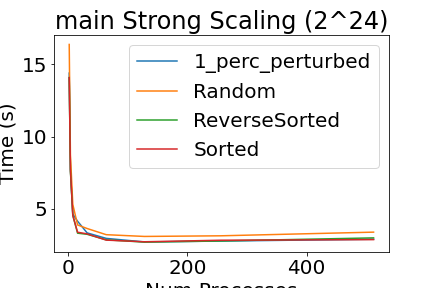 main Strong Scaling (2^24)
Time (s)
15
10
5
1_perc_perturbed
Random
ReverseSorted
Sorted
0
200
400
Num Processes